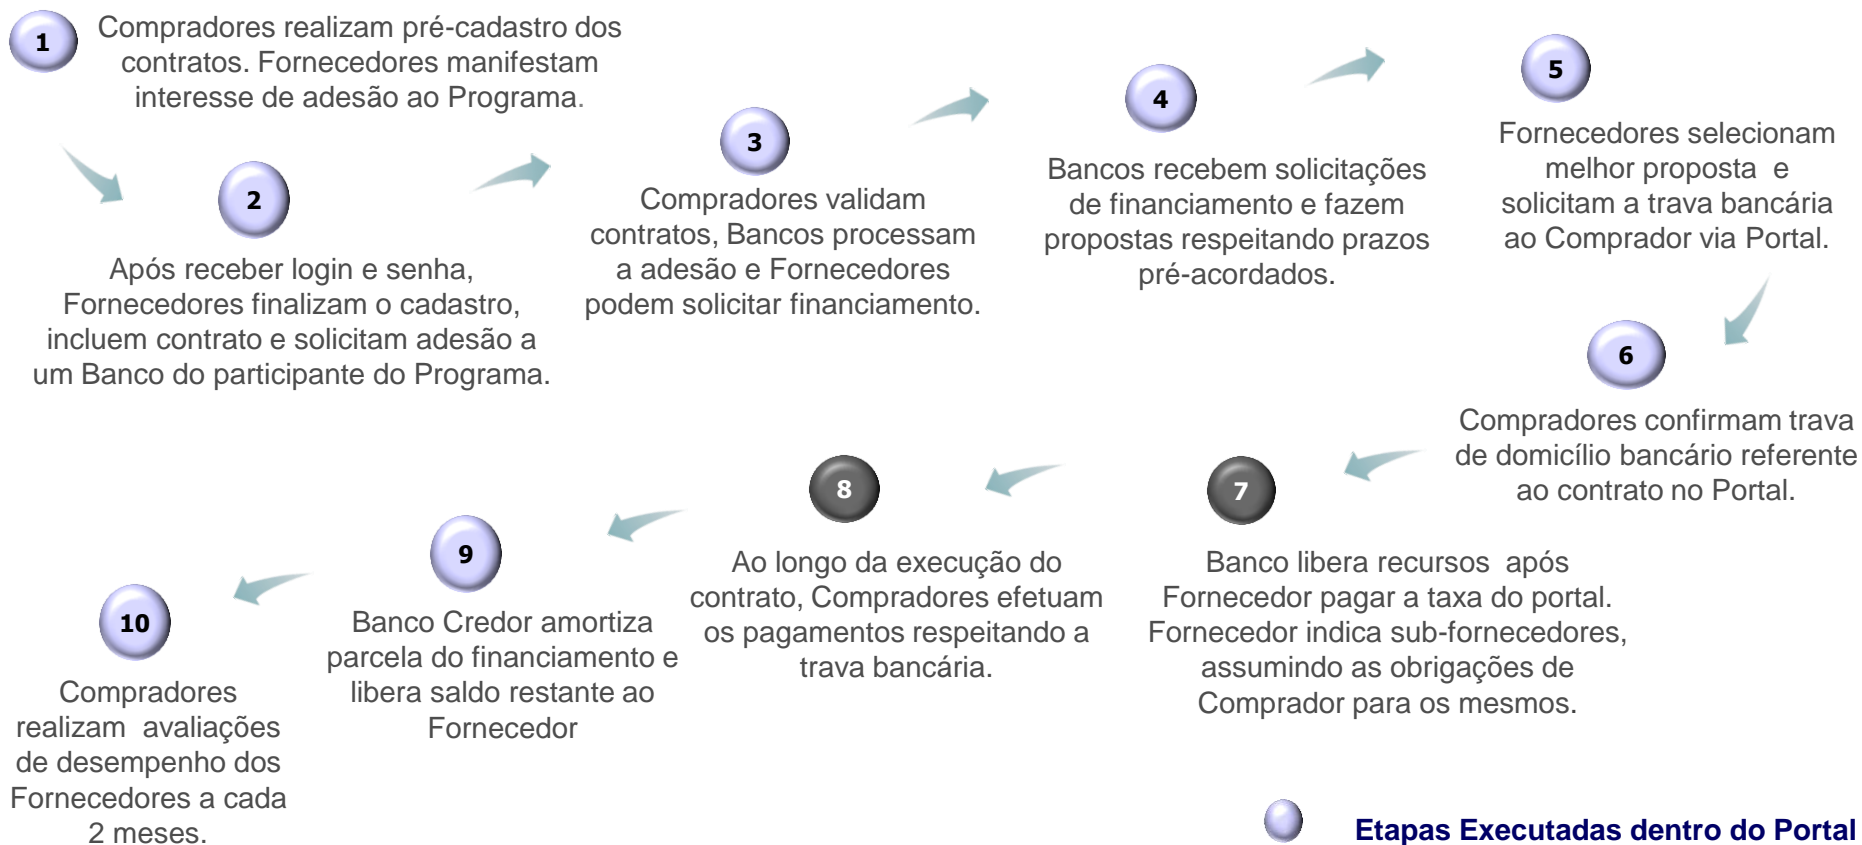 1
Compradores realizam pré-cadastro dos
contratos. Fornecedores manifestam
interesse de adesão ao Programa.
2
Após receber login e senha,
Fornecedores finalizam o cadastro,
incluem contrato e solicitam adesão a
um Banco do participante do Programa.
3
Compradores validam
contratos, Bancos processam
a adesão e Fornecedores
podem solicitar financiamento.
4
Bancos recebem solicitações
de financiamento e fazem
propostas respeitando prazos
pré-acordados.
5
Fornecedores selecionam
melhor proposta e
solicitam a trava bancária
ao Comprador via Portal.
6
Compradores confirmam trava
de domicílio bancário referente
ao contrato no Portal.
7
Banco libera recursos após
Fornecedor pagar a taxa do portal.
Fornecedor indica sub-fornecedores,
assumindo as obrigações de
Comprador para os mesmos.
8
Ao longo da execução do
contrato, Compradores efetuam
os pagamentos respeitando a
trava bancária.
9
Banco Credor amortiza
parcela do financiamento e
libera saldo restante ao
Fornecedor
10
Compradores
realizam avaliações
de desempenho dos
Fornecedores a cada
2 meses.
Etapas Executadas dentro do Portal